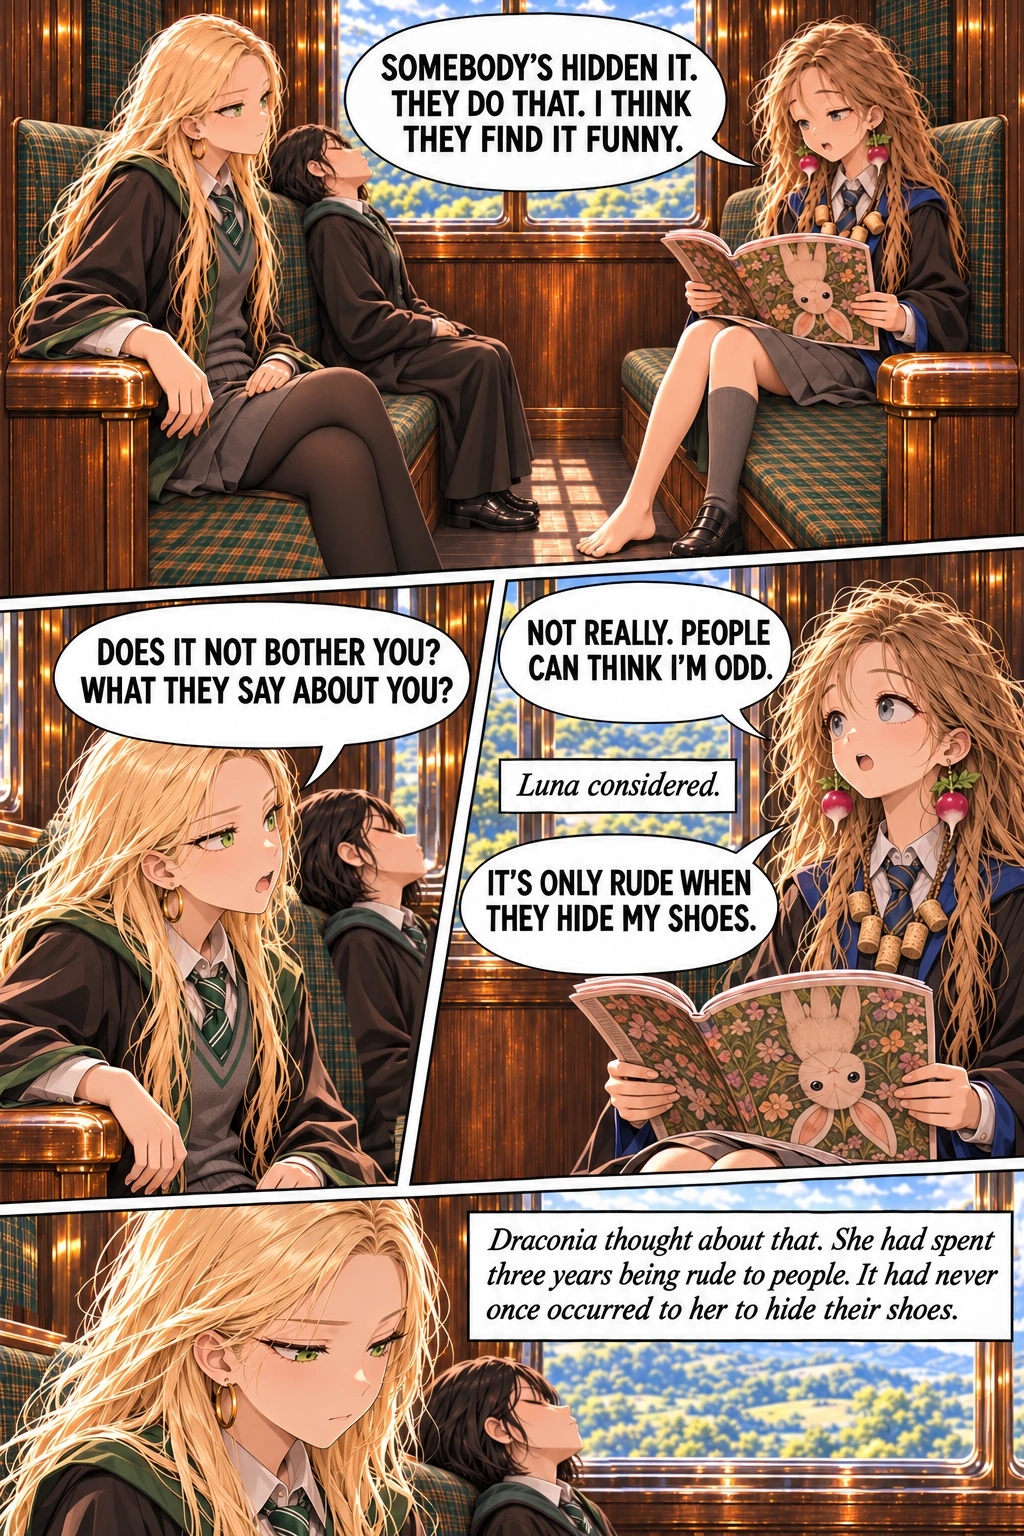 SOMEBODY'S HIDDEN IT.
THEY DO THAT. I THINK
THEY FIND IT FUNNY.
DOES IT NOT BOTHER YOU?
WHAT THEY SAY ABOUT YOU?
NOT REALLY. PEOPLE
CAN THINK I'M ODD.
Luna considered.
IT'S ONLY RUDE WHEN
THEY HIDE MY SHOES.
Draconia thought about that. She had spent
three years being rude to people. It had never
once occurred to her to hide their shoes.